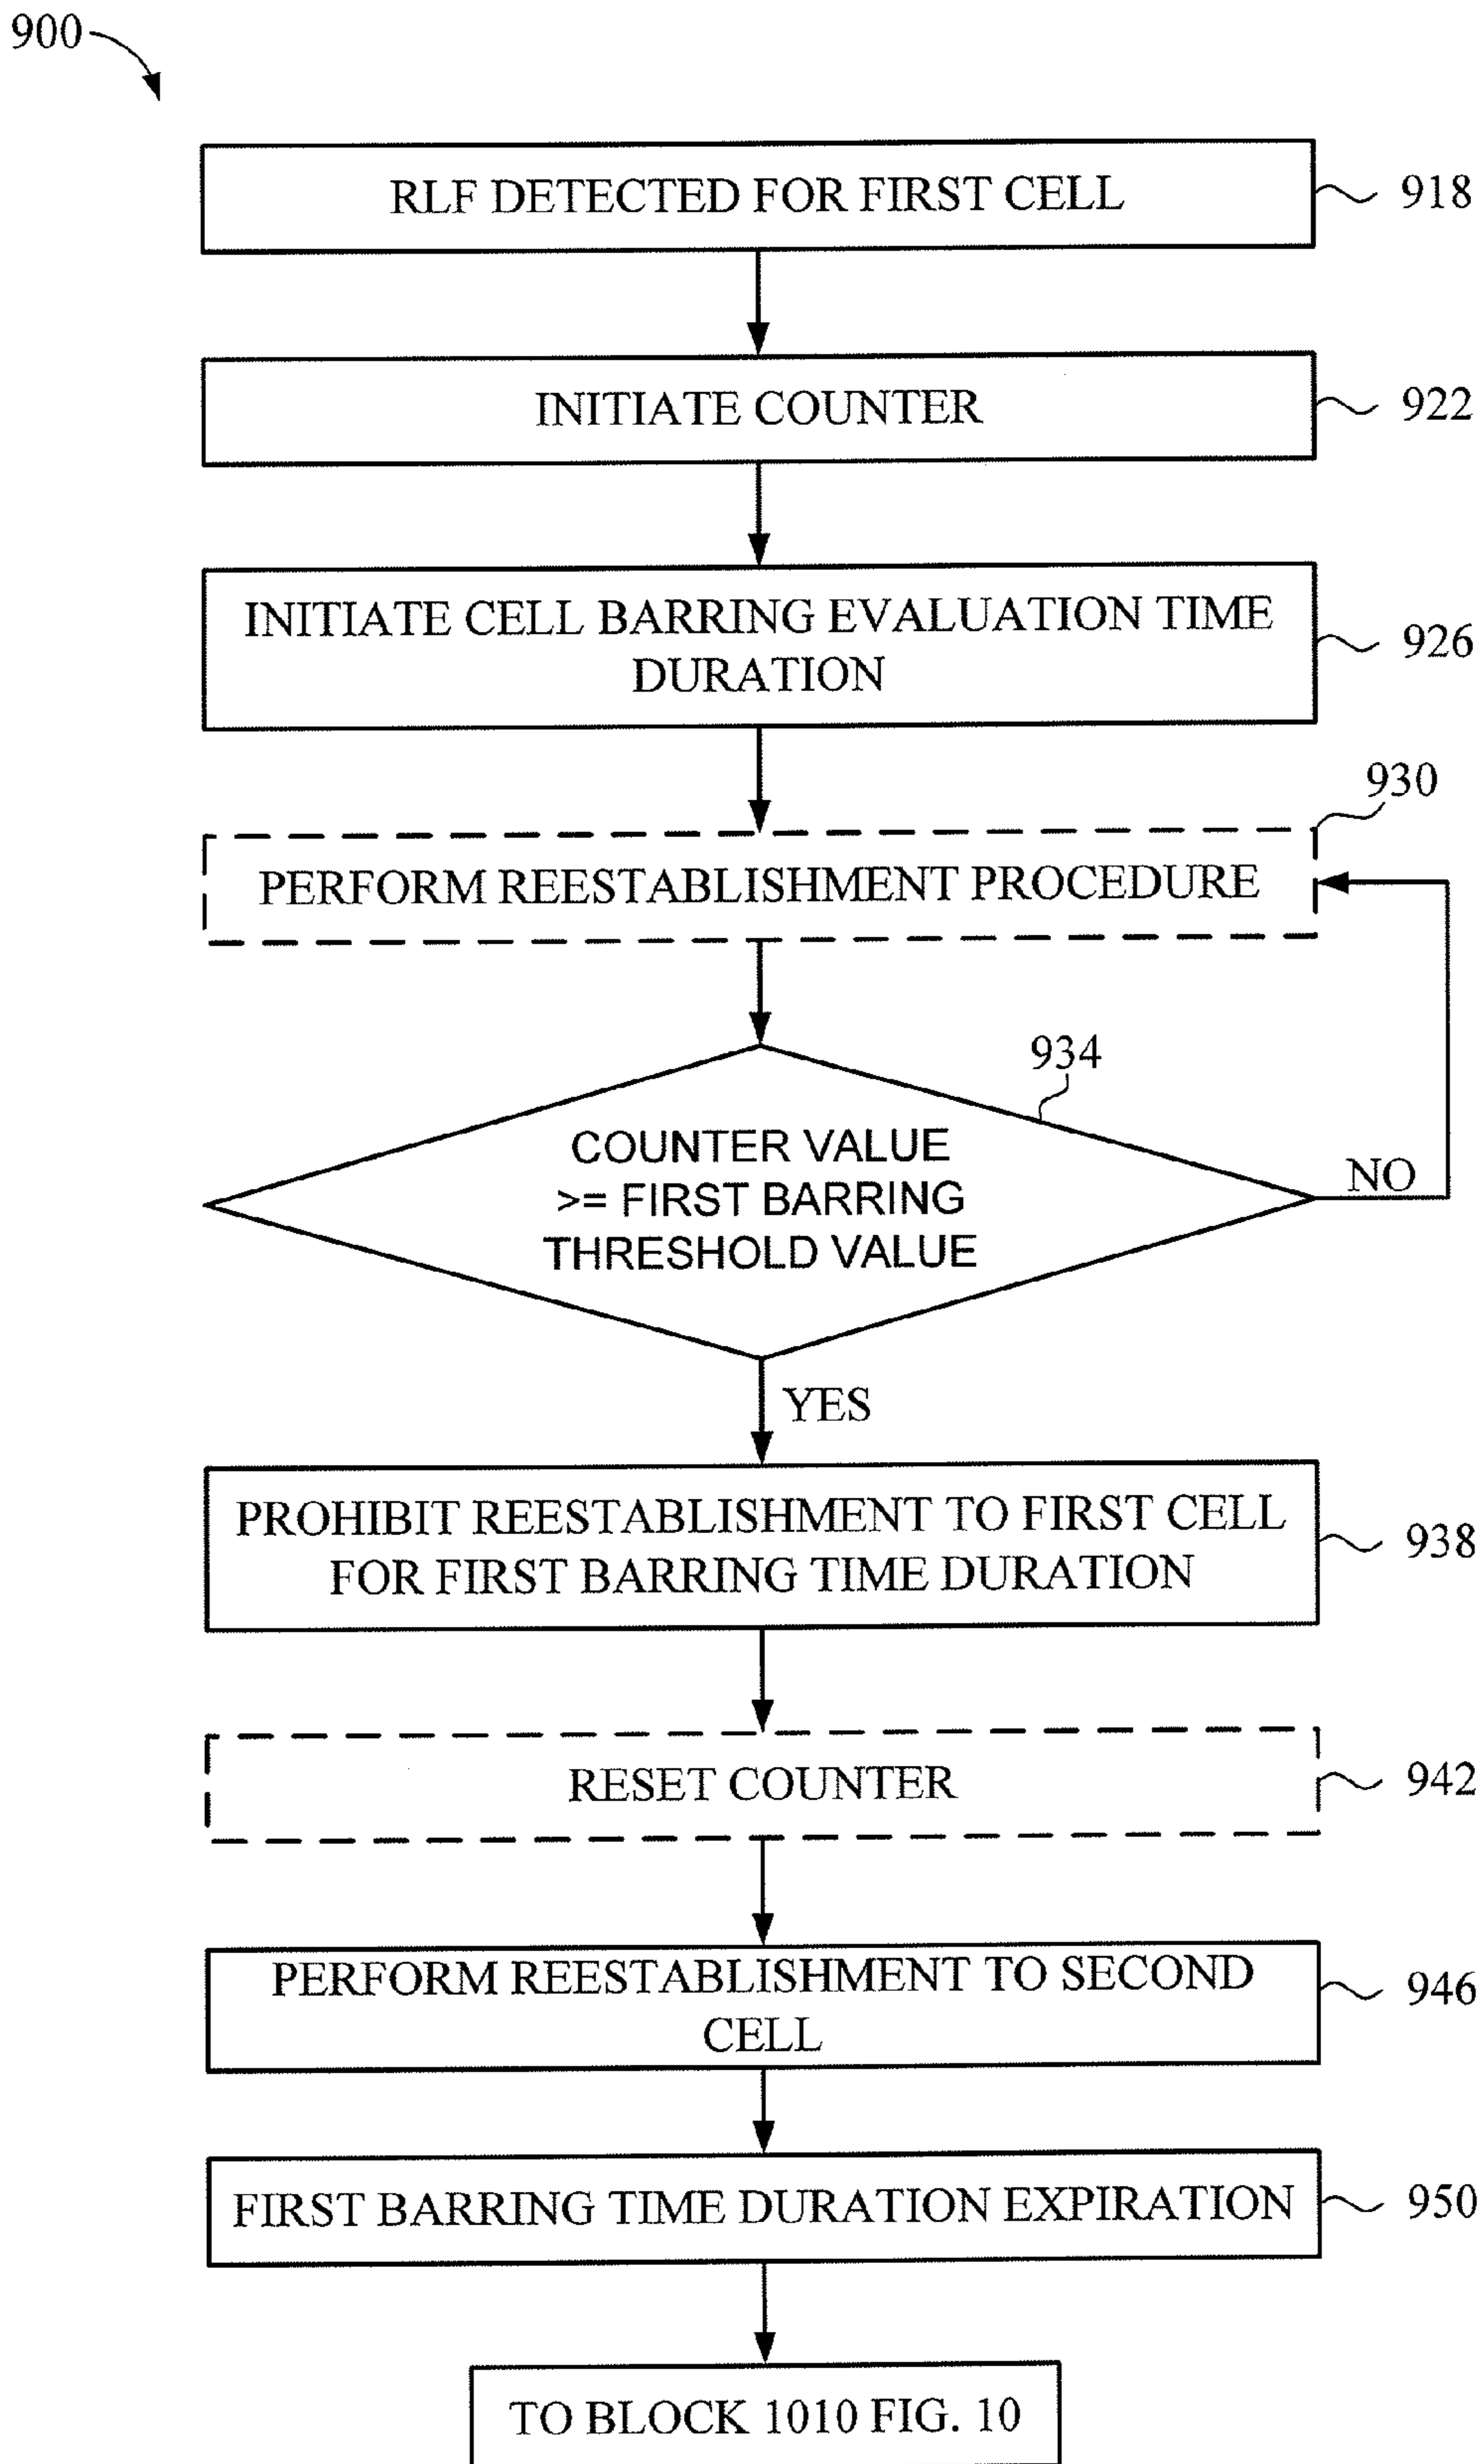 900
RLF DETECTED FOR FIRST CELL
918
INITIATE COUNTER
922
INITIATE CELL BARRING EVALUATION TIME
DURATION
926
930
PERFORM REESTABLISHMENT PROCEDURE
934
COUNTER VALUE
>= FIRST BARRING
THRESHOLD VALUE
NO
YES
PROHIBIT REESTABLISHMENT TO FIRST CELL
FOR FIRST BARRING TIME DURATION
938
RESET COUNTER
942
PERFORM REESTABLISHMENT TO SECOND
CELL
946
FIRST BARRING TIME DURATION EXPIRATION
950
TO BLOCK 1010 FIG. 10